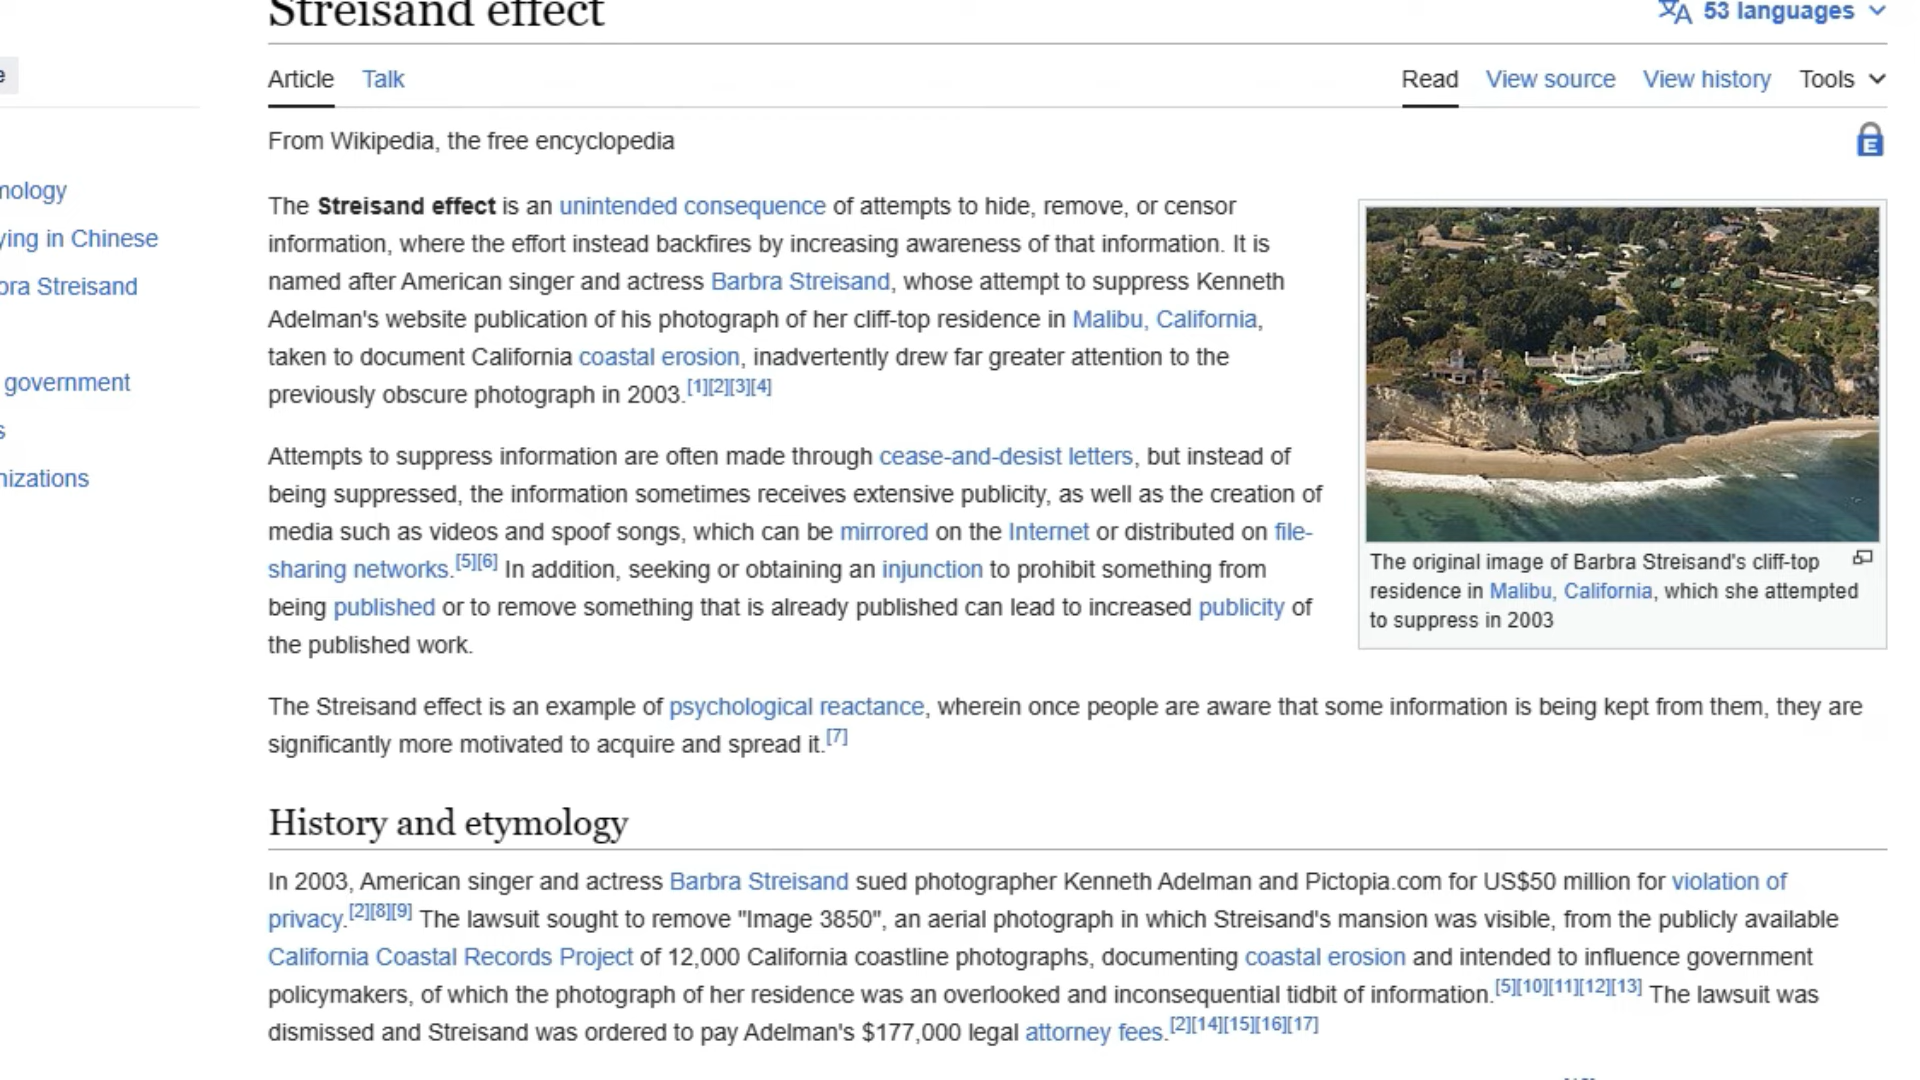 Streisand effect
53 languages
e
Article Talk
Read View source View history Tools
From Wikipedia, the free encyclopedia
E
mology
ying in Chinese
bra Streisand
government
s
nizations
The Streisand effect is an unintended consequence of attempts to hide, remove, or censor
information, where the effort instead backfires by increasing awareness of that information. It is
named after American singer and actress Barbra Streisand, whose attempt to suppress Kenneth
Adelman's website publication of his photograph of her cliff-top residence in Malibu, California,
taken to document California coastal erosion, inadvertently drew far greater attention to the
previously obscure photograph in 2003.[1][2][3][4]
Attempts to suppress information are often made through cease-and-desist letters, but instead of
being suppressed, the information sometimes receives extensive publicity, as well as the creation of
media such as videos and spoof songs, which can be mirrored on the Internet or distributed on file-
sharing networks.[5][6] In addition, seeking or obtaining an injunction to prohibit something from
being published or to remove something that is already published can lead to increased publicity of
the published work.
The original image of Barbra Streisand's cliff-top
residence in Malibu, California, which she attempted
to suppress in 2003
The Streisand effect is an example of psychological reactance, wherein once people are aware that some information is being kept from them, they are
significantly more motivated to acquire and spread it.[7]
History and etymology
In 2003, American singer and actress Barbra Streisand sued photographer Kenneth Adelman and Pictopia.com for US$50 million for violation of
privacy.[2][8][9] The lawsuit sought to remove "Image 3850", an aerial photograph in which Streisand's mansion was visible, from the publicly available
California Coastal Records Project of 12,000 California coastline photographs, documenting coastal erosion and intended to influence government
policymakers, of which the photograph of her residence was an overlooked and inconsequential tidbit of information.[5][10][11][12][13] The lawsuit was
dismissed and Streisand was ordered to pay Adelman's $177,000 legal attorney fees.[2][14][15][16][17]